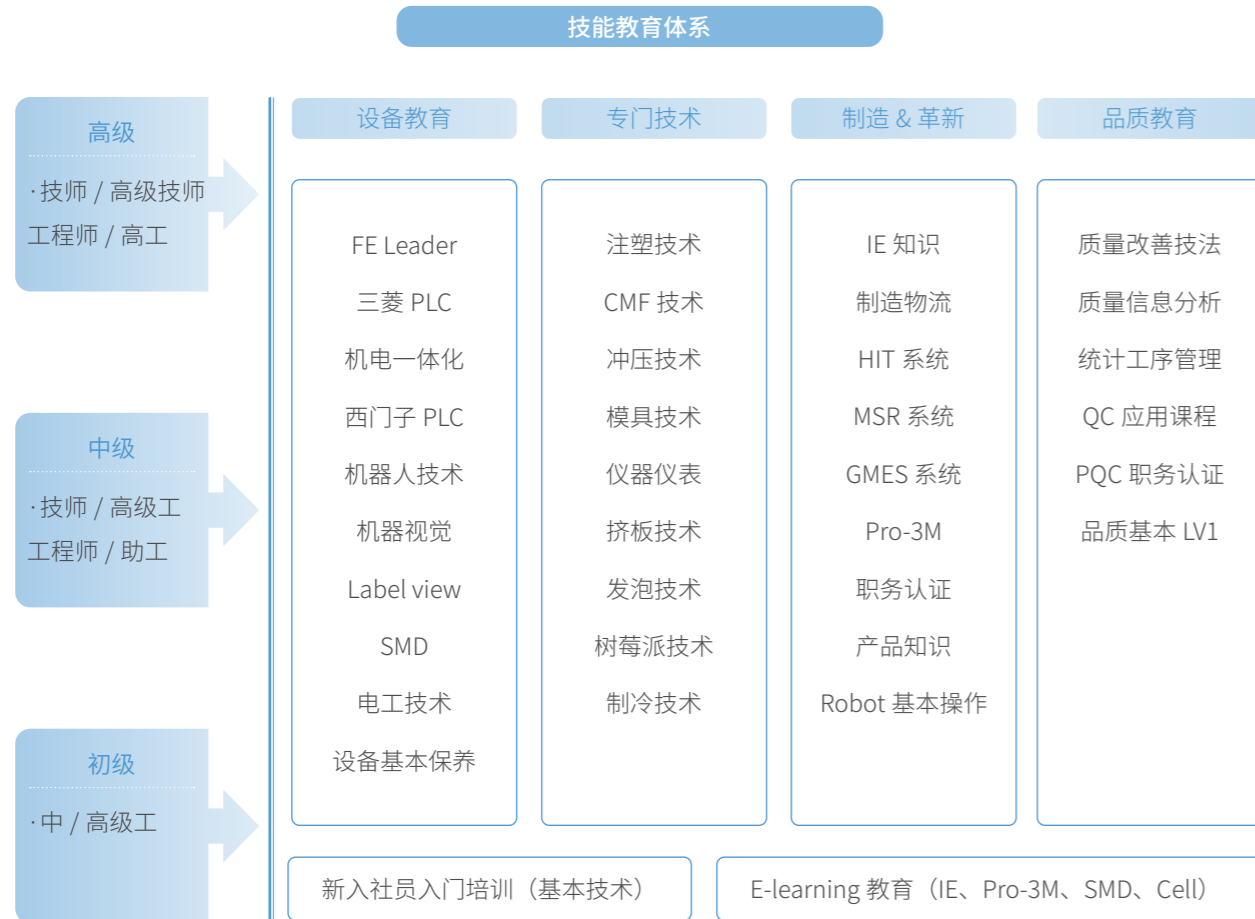 技能教育体系
高级
·技师 / 高级技师
工程师 / 高工
中级
·技师 / 高级工
工程师 / 助工
初级
·中 / 高级工
设备教育
FE Leader
三菱 PLC
机电一体化
西门子 PLC
机器人技术
机器视觉
Label view
SMD
电工技术
设备基本保养
专门技术
注塑技术
CMF 技术
冲压技术
模具技术
仪器仪表
挤板技术
发泡技术
树莓派技术
制冷技术
制造 & 革新
IE 知识
制造物流
HIT 系统
MSR 系统
GMES 系统
Pro-3M
职务认证
产品知识
Robot 基本操作
品质教育
质量改善技法
质量信息分析
统计工序管理
QC 应用课程
PQC 职务认证
品质基本 LV1
新入社员入门培训（基本技术）
E-learning 教育（IE、Pro-3M、SMD、Cell）